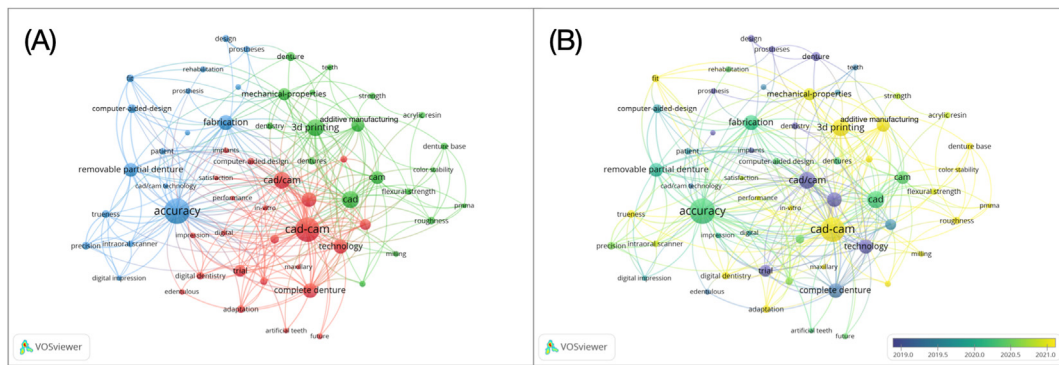 (A)
design
prostheses
denture
rehabilitation
teeth
fit
prosthesis
mechanical-properties
strength
computer-aided-design
acrylic resin
fabrication
dentistry
3d printing
additive manufacturing
patient
implants
denture base
computer-aided design
dentures
removable partial denture
color stability
cad/cam technology
satisfaction
cad/cam
cam
flexural strength
performance
cad
pmma
trueness
accuracy
in-vitro
roughness
impression
digital
cad-cam
precision
intraoral scanner
technology
milling
digital impression
digital dentistry
trial
maxillary
edentulous
complete denture
adaptation
artificial teeth
future
VOSviewer
(B)
design
prostheses
denture
rehabilitation
teeth
fit
prosthesis
mechanical-properties
strength
computer-aided-design
acrylic resin
fabrication
dentistry
3d printing
additive manufacturing
patient
implants
denture base
computer-aided design
dentures
removable partial denture
color stability
cad/cam technology
satisfaction
cad/cam
cam
flexural strength
performance
cad
pmma
trueness
accuracy
in-vitro
roughness
impression
digital
cad-cam
precision
intraoral scanner
technology
milling
digital impression
digital dentistry
trial
maxillary
edentulous
complete denture
adaptation
artificial teeth
future
VOSviewer
2019.0 2019.5 2020.0 2020.5 2021.0